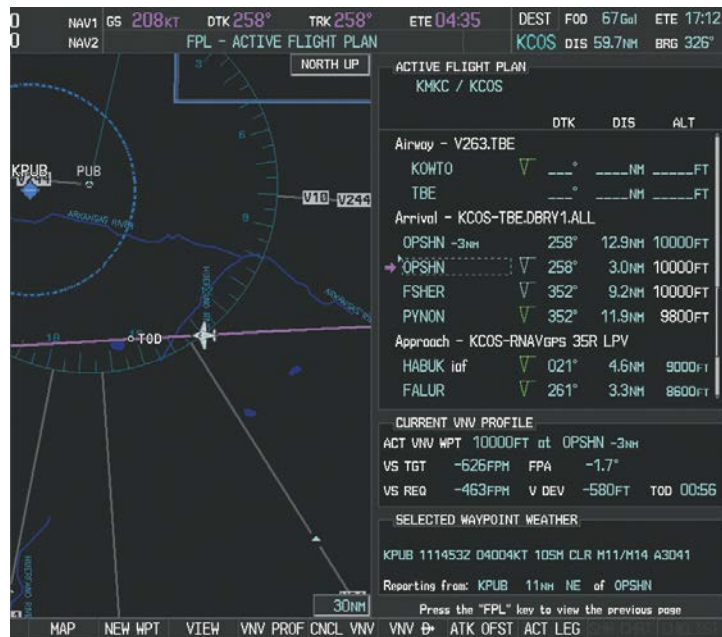 NAV1 GS 208KT DTK 258° TRK 258° ETE 04:35 DEST FOD 67Gal ETE 17:12
NAV2 FPL - ACTIVE FLIGHT PLAN KCOS DIS 59.7NM BRG 326°
NORTH UP
3
6
9
18
KPUB PUB
V244
V10 V244
ARKANSAS RIVER
TOD
30NM
ACTIVE FLIGHT PLAN
KMKC / KCOS
DTK DIS ALT
Airway - V263.TBE
KOWTO ___° ____NM _____FT
TBE ___° ____NM _____FT
Arrival - KCOS-TBE.DBRY1.ALL
OPSHN -3NM 258° 12.9NM 10000FT
OPSHN 258° 3.0NM 10000FT
FSHER 352° 9.2NM 10000FT
PYNON 352° 11.9NM 9800FT
Approach - KCOS-RNAVGPS 35R LPV
HABUK iaf 021° 4.6NM 9000FT
FALUR 261° 3.3NM 8600FT
CURRENT VNV PROFILE
ACT VNV WPT 10000FT at OPSHN -3NM
VS TGT -626FPM FPA -1.7°
VS REQ -463FPM V DEV -580FT TOD 00:56
SELECTED WAYPOINT WEATHER
KPUB 111453Z 04004KT 10SM CLR M11/M14 A3041
Reporting from: KPUB 11NM NE of OPSHN
Press the "FPL" key to view the previous page
MAP NEW WPT VIEW VNV PROF CNCL VNV VNV D ATK OFST ACT LEG